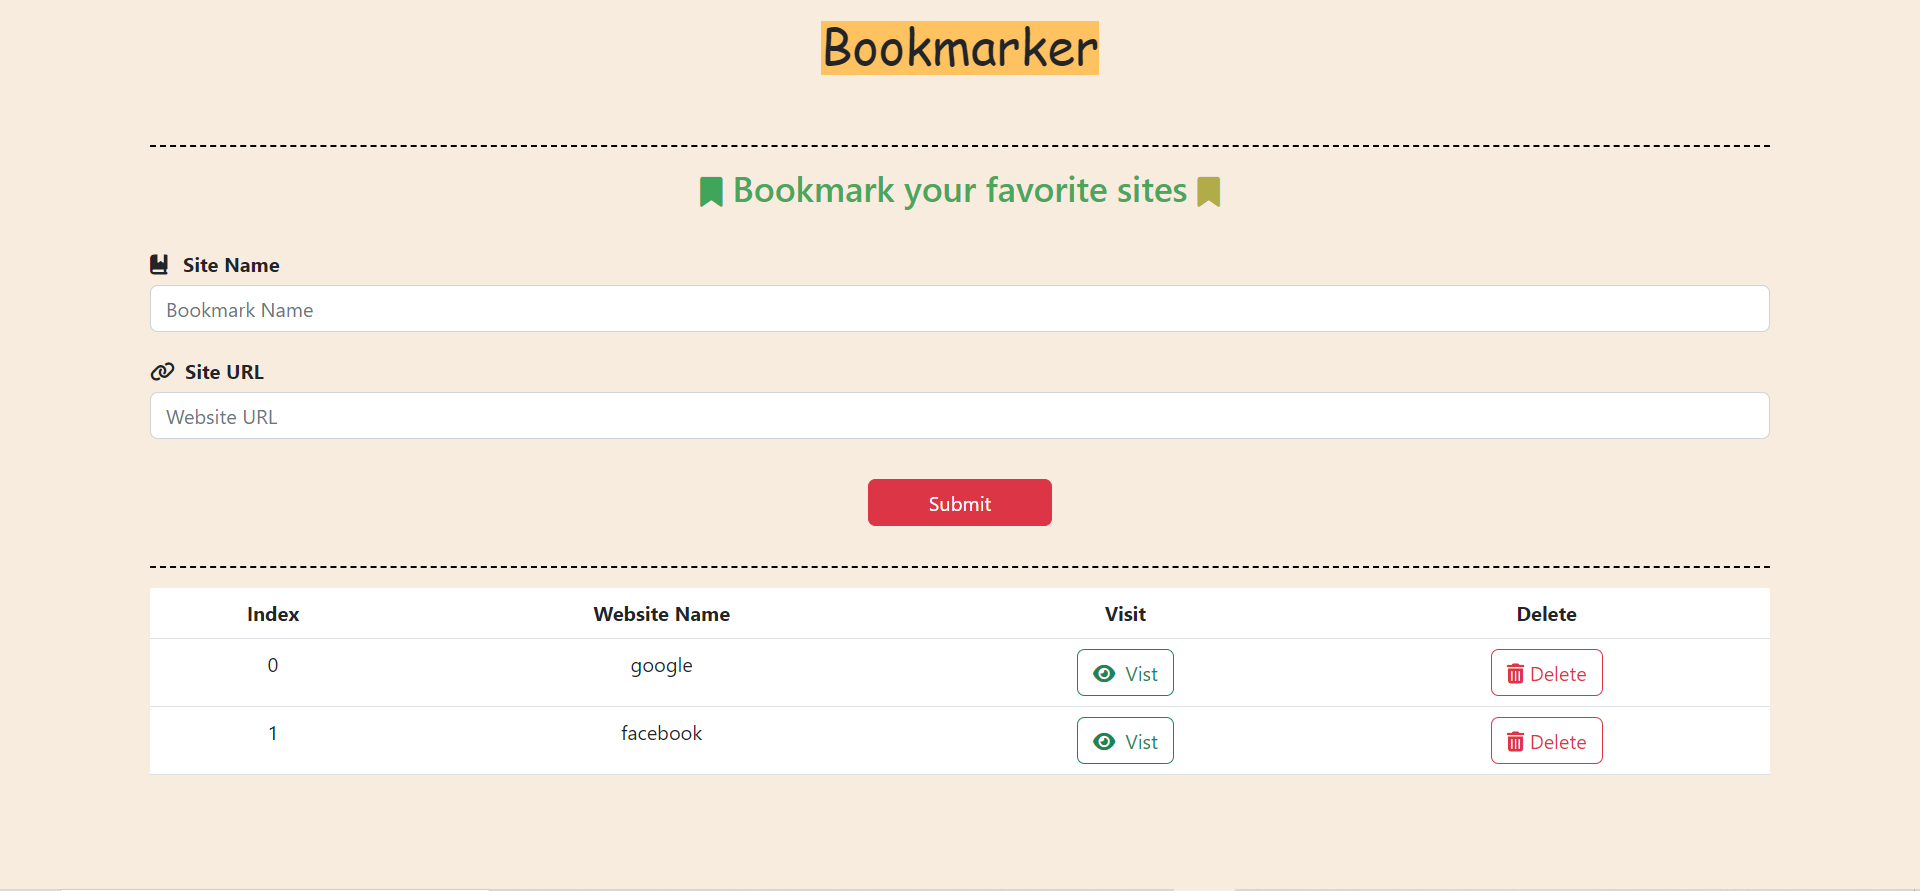 Bookmarker
Bookmark your favorite sites
Site Name
Bookmark Name
Site URL
Website URL
Submit
Index Website Name Visit Delete
0 google Vist Delete
1 facebook Vist Delete